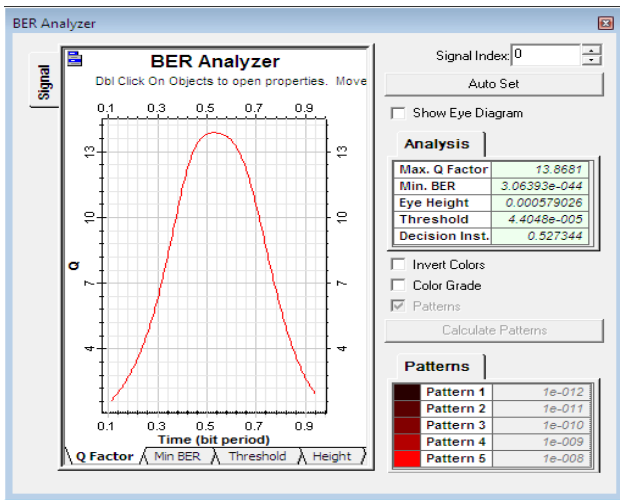 BER Analyzer
Signal
BER Analyzer
Dbl Click On Objects to open properties. Move
0.1 0.3 0.5 0.7 0.9
13 13
10 10
Q
7 7
4 4
0.1 0.3 0.5 0.7 0.9
Time (bit period)
Q Factor Min BER Threshold Height
Signal Index: 0
Auto Set
Show Eye Diagram
Analysis
Max. Q Factor 13.8681
Min. BER 3.06393e-044
Eye Height 0.000579026
Threshold 4.4048e-005
Decision Inst. 0.527344
Invert Colors
Color Grade
Patterns
Calculate Patterns
Patterns
Pattern 1 1e-012
Pattern 2 1e-011
Pattern 3 1e-010
Pattern 4 1e-009
Pattern 5 1e-008